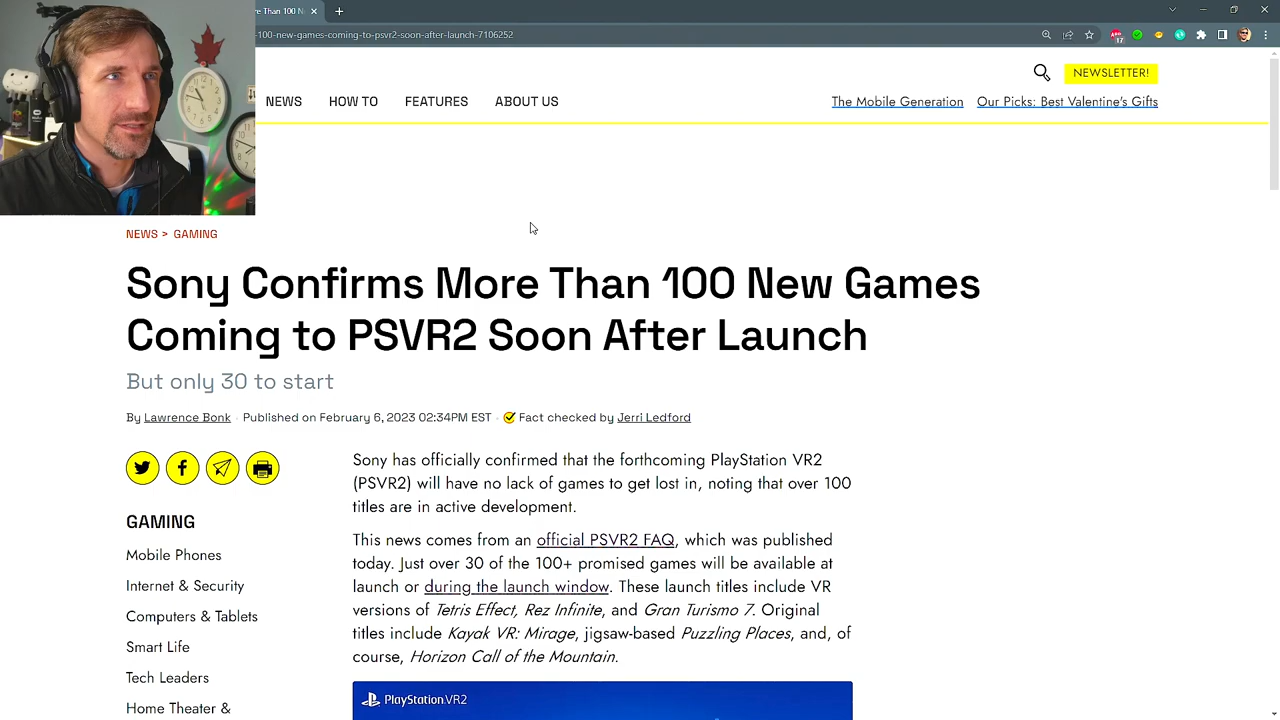 More Than 100 N
100-new-games-coming-to-psvr2-soon-after-launch-7106252
17
NEWSLETTER!
NEWS HOW TO FEATURES ABOUT US The Mobile Generation Our Picks: Best Valentine's Gifts
NEWS > GAMING
Sony Confirms More Than 100 New Games
Coming to PSVR2 Soon After Launch
But only 30 to start
By Lawrence Bonk · Published on February 6, 2023 02:34PM EST · Fact checked by Jerri Ledford
Sony has officially confirmed that the forthcoming PlayStation VR2
(PSVR2) will have no lack of games to get lost in, noting that over 100
titles are in active development.
This news comes from an official PSVR2 FAQ, which was published
today. Just over 30 of the 100+ promised games will be available at
launch or during the launch window. These launch titles include VR
versions of Tetris Effect, Rez Infinite, and Gran Turismo 7. Original
titles include Kayak VR: Mirage, jigsaw-based Puzzling Places, and, of
course, Horizon Call of the Mountain.
PlayStation.VR2
GAMING
Mobile Phones
Internet & Security
Computers & Tablets
Smart Life
Tech Leaders
Home Theater &